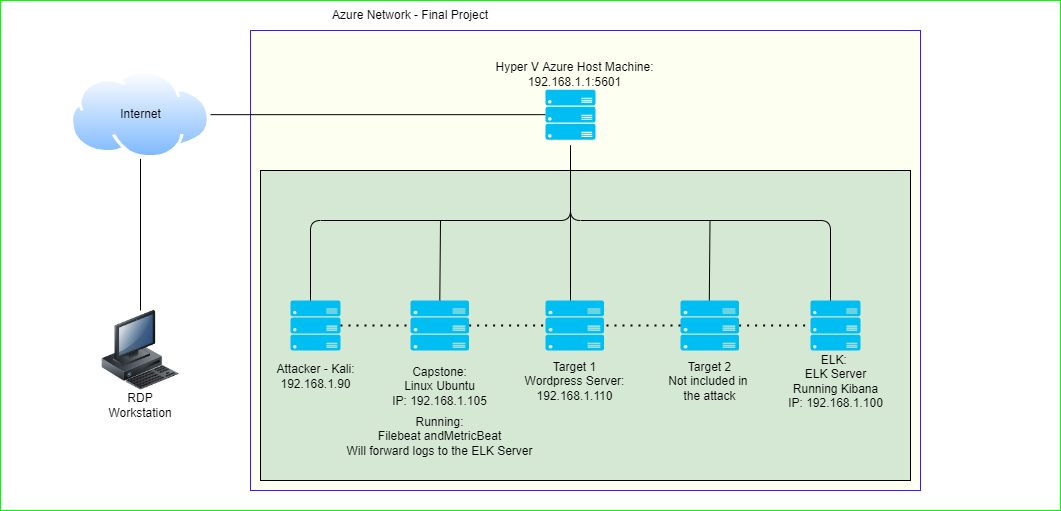 Azure Network - Final Project
Hyper V Azure Host Machine:
192.168.1.1:5601
Internet
RDP
Workstation
Attacker - Kali:
192.168.1.90
Capstone:
Linux Ubuntu
IP: 192.168.1.105
Running:
Filebeat andMetricBeat
Will forward logs to the ELK Server
Target 1
Wordpress Server:
192.168.1.110
Target 2
Not included in
the attack
ELK:
ELK Server
Running Kibana
IP: 192.168.1.100